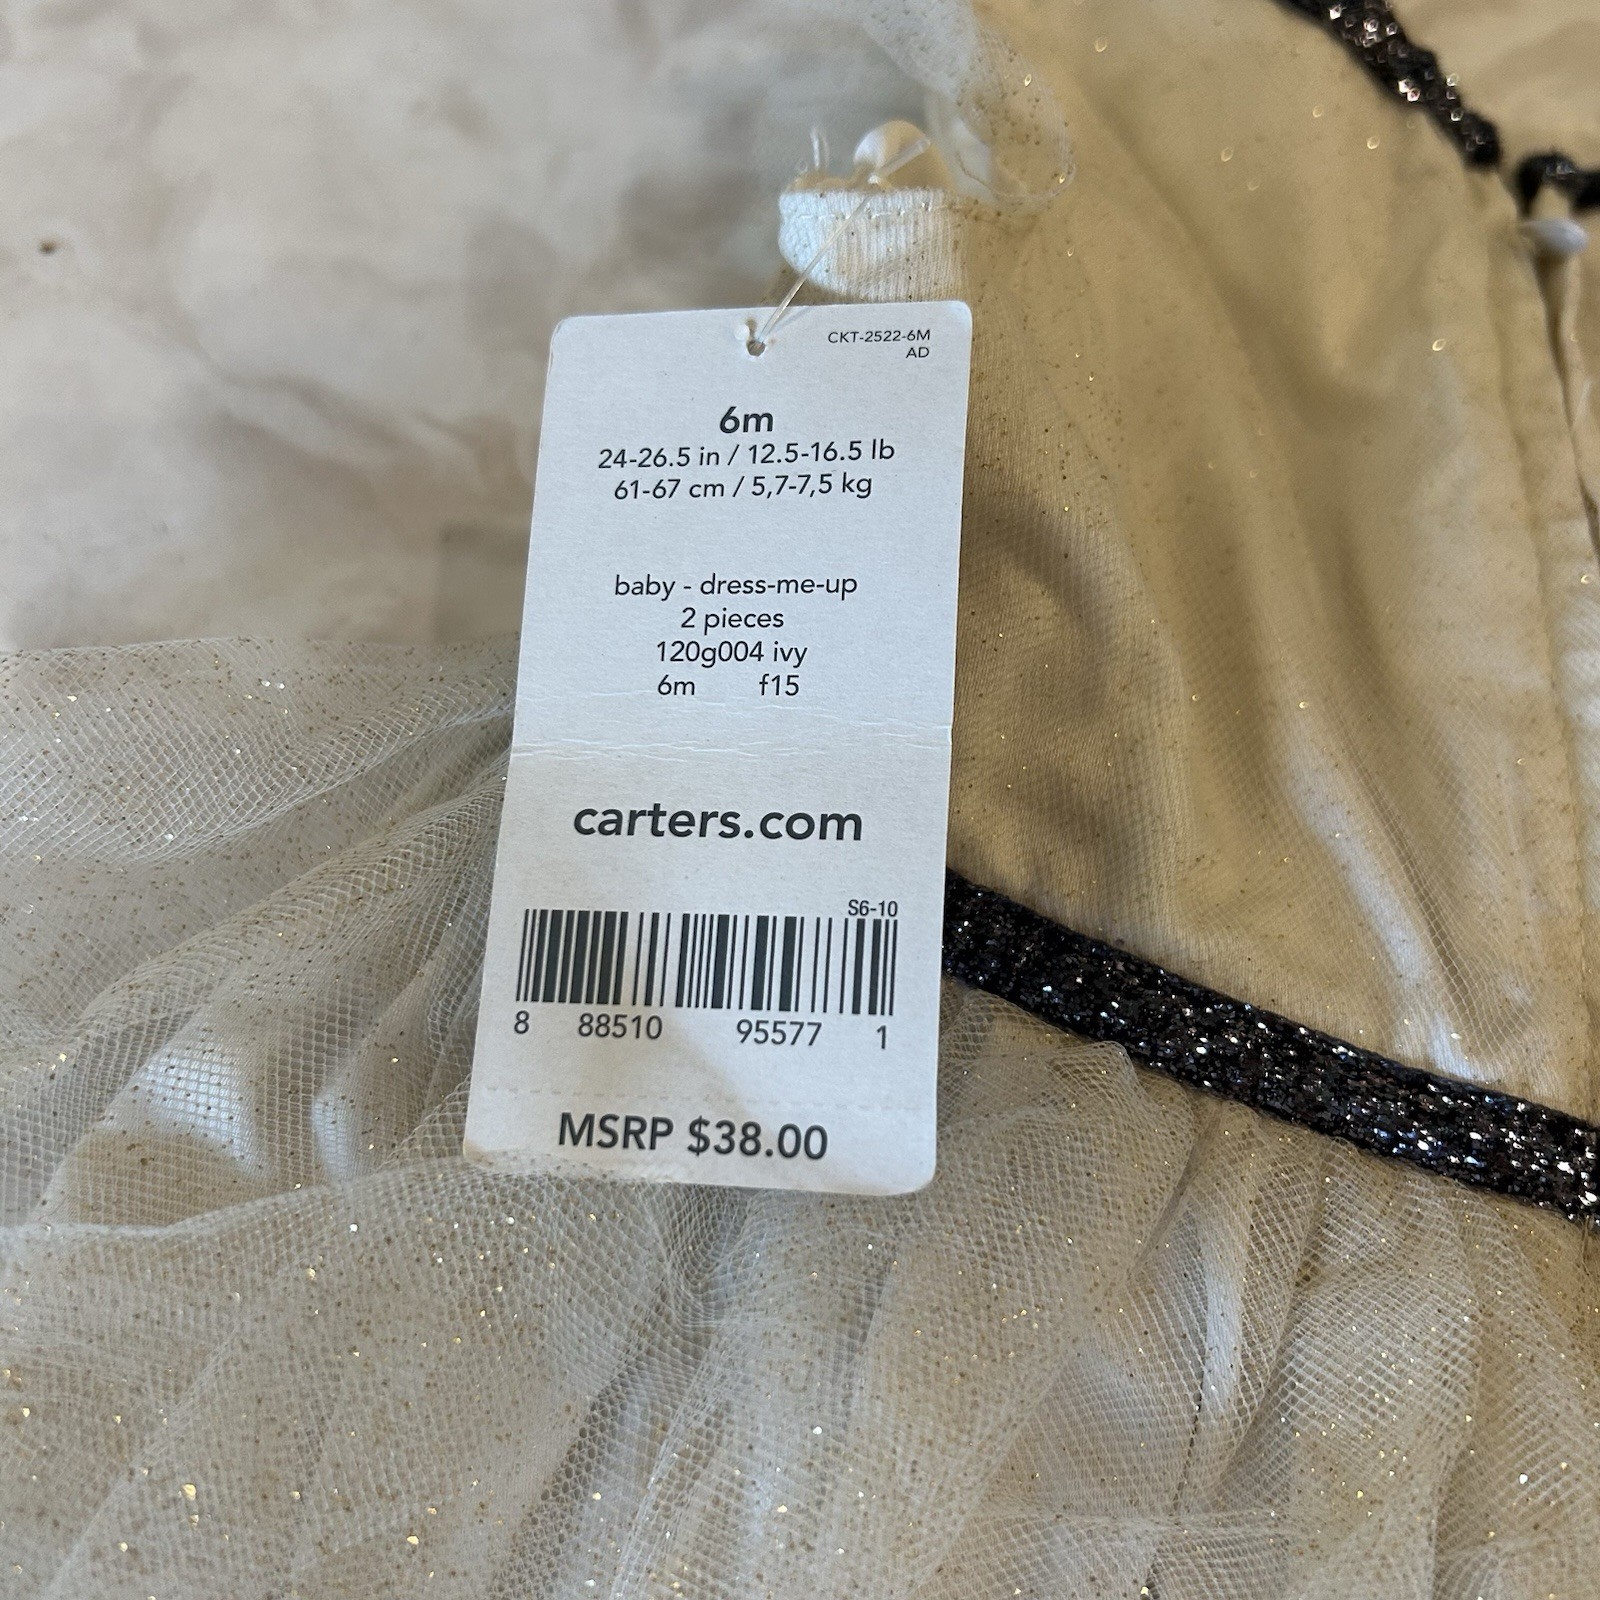 CKT-2522-6M
AD
6m
24-26.5 in / 12.5-16.5 lb
61-67 cm / 5,7-7,5 kg
baby - dress-me-up
2 pieces
120g004 ivy
6m f15
carters.com
S6-10
8 88510 95577 1
MSRP $38.00